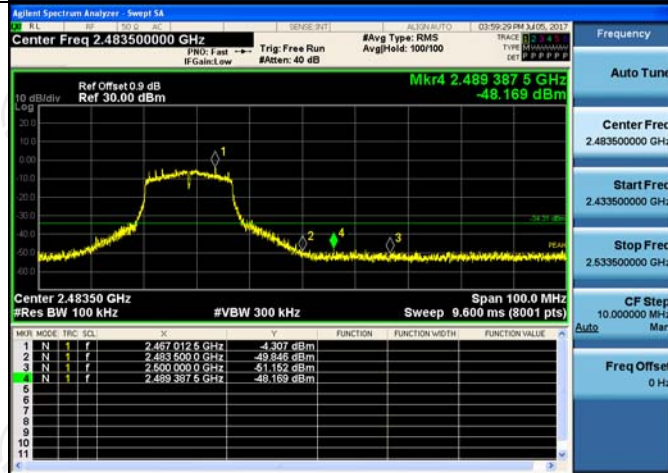 Agilent Spectrum Analyzer - Swept SA
RL RF 50 Ω AC SENSE:INT ALIGN AUTO 03:59:29 PM Jul 05, 2017
Center Freq 2.483500000 GHz
PNO: Fast
IFGain:Low
Trig: Free Run
#Atten: 40 dB
#Avg Type: RMS
Avg|Hold: 100/100
TRACE 1 2 3 4 5 6
TYPE M
DET P P P P P P
Frequency
Auto Tune
Mkr4 2.489 387 5 GHz
-48.169 dBm
Ref Offset 0.9 dB
10 dB/div Ref 30.00 dBm
Log
20.0
10.0
0.00
-10.0
-20.0
-30.0
-40.0
-50.0
-60.0
1
2
4
3
PEAK
Center 2.48350 GHz
#Res BW 100 kHz
#VBW 300 kHz
Span 100.0 MHz
Sweep 9.600 ms (8001 pts)
MKR MODE TRC SCL X Y FUNCTION FUNCTION WIDTH FUNCTION VALUE
1 N 1 f 2.467 012 5 GHz -4.307 dBm
2 N 1 f 2.483 500 0 GHz -49.846 dBm
3 N 1 f 2.500 000 0 GHz -51.152 dBm
4 N 1 f 2.489 387 5 GHz -48.169 dBm
5
6
7
8
9
10
11
Center Freq
2.483500000 GHz
Start Freq
2.433500000 GHz
Stop Freq
2.533500000 GHz
CF Step
10.000000 MHz
Auto Man
Freq Offset
0 Hz